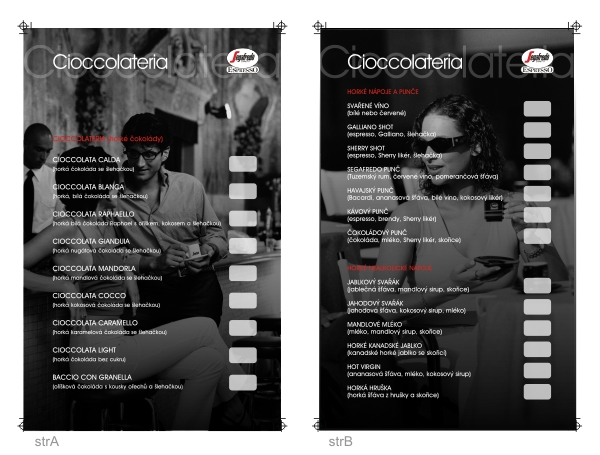 Cioccolateria
Segafredo
ESPRESSO
CIOCCOLATERIA (horké čokolády)
CIOCCOLATA CALDA
(horká čokoláda se šlehačkou)
CIOCCOLATA BLANCA
(horká, bílá čokoláda se šlehačkou)
CIOCCOLATA RAPHAELLO
(horká bílá čokoláda Raphael s oříškem, kokosem a šlehačkou)
CIOCCOLATA GIANDUIA
(horká nugátová čokoláda se šlehačkou)
CIOCCOLATA MANDORLA
(horká mandlová čokoláda se šlehačkou)
CIOCCOLATA COCCO
(horká kokosová čokoláda se šlehačkou)
CIOCCOLATA CARAMELLO
(horká karamelová čokoláda se šlehačkou)
CIOCCOLATA LIGHT
(horká čokoláda bez cukru)
BACCIO CON GRANELLA
(oříšková čokoláda s kousky ořechů a šlehačkou)
strA
Cioccolateria
Segafredo
ESPRESSO
HORKÉ NÁPOJE A PUNČE
SVAŘENÉ VÍNO
(bílé nebo červené)
GALLIANO SHOT
(espresso, Galliano, šlehačka)
SHERRY SHOT
(espresso, Sherry likér, šlehačka)
SEGAFREDO PUNČ
(Tuzemský rum, červené víno, pomerančová šťáva)
HAVAJSKÝ PUNČ
(Bacardi, ananasová šťáva, bílé víno, kokosový likér)
KÁVOVÝ PUNČ
(espresso, brendy, Sherry likér)
ČOKOLÁDOVÝ PUNČ
(čokoláda, mléko, Sherry likér, skořice)
HORKÉ NEALKOLICKÉ NÁPOJE
JABLKOVÝ SVAŘÁK
(jablečná šťáva, mandlový sirup, skořice)
JAHODOVÝ SVAŘÁK
(jahodová šťáva, kokosový sirup, mléko)
MANDLOVÉ MLÉKO
(mléko, mandlový sirup, skořice)
HORKÉ KANADSKÉ JABLKO
(kanadské horké jablko se skořicí)
HOT VIRGIN
(ananasová šťáva, mléko, kokosový sirup)
HORKÁ HRUŠKA
(horká šťáva z hrušky a skořice)
strB